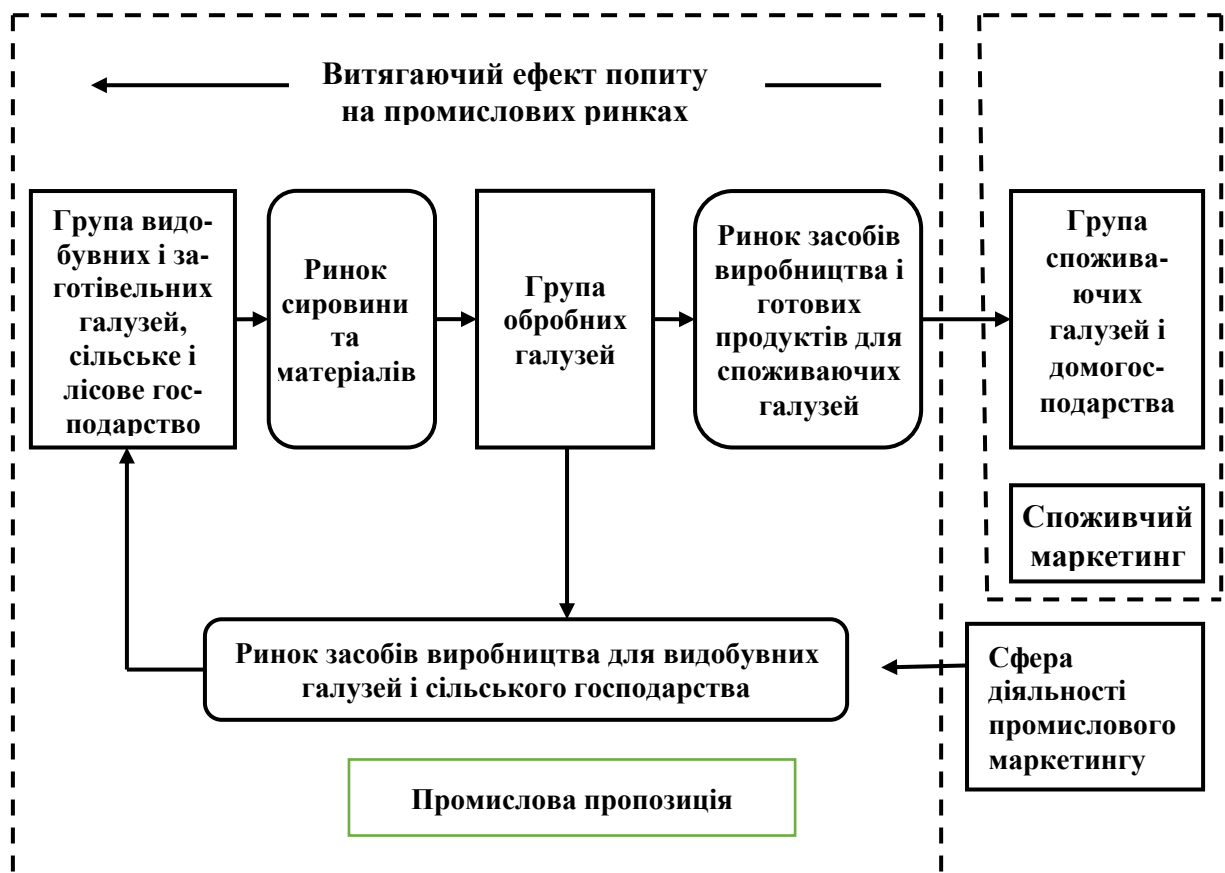 Витягаючий ефект попиту
на промислових ринках
Група видо-
бувних і за-
готівельних
галузей,
сільське і
лісове гос-
подарство
Ринок
сировини
та
матеріалів
Група
обробних
галузей
Ринок засобів
виробництва і
готових
продуктів для
споживаючих
галузей
Група
спожива-
ючих
галузей і
домогос-
подарства
Споживчий
маркетинг
Ринок засобів виробництва для видобувних
галузей і сільського господарства
Сфера
діяльності
промислового
маркетингу
Промислова пропозиція